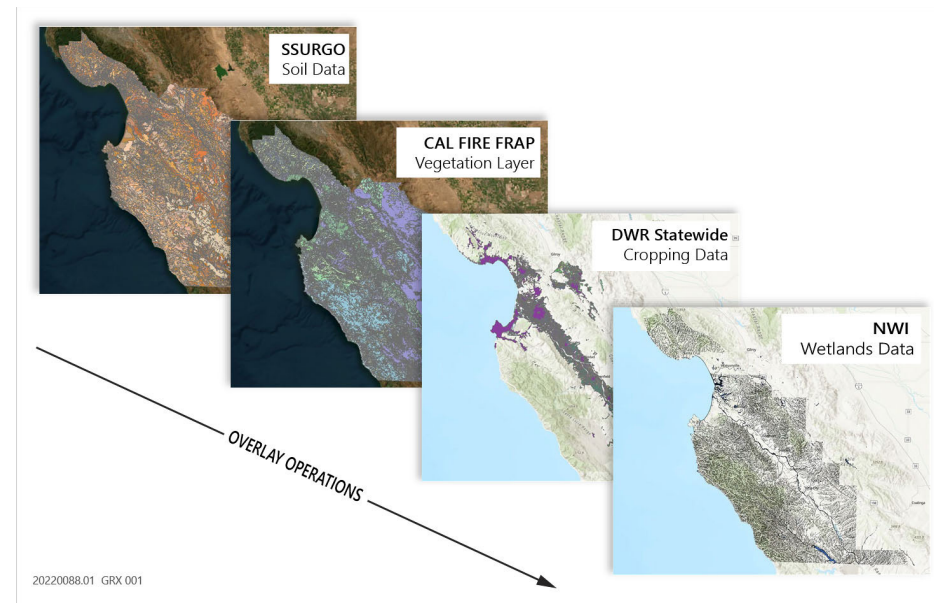 SSURGO
Soil Data
CAL FIRE FRAP
Vegetation Layer
DWR Statewide
Cropping Data
NWI
Wetlands Data
OVERLAY OPERATIONS
20220088.01 GRX 001